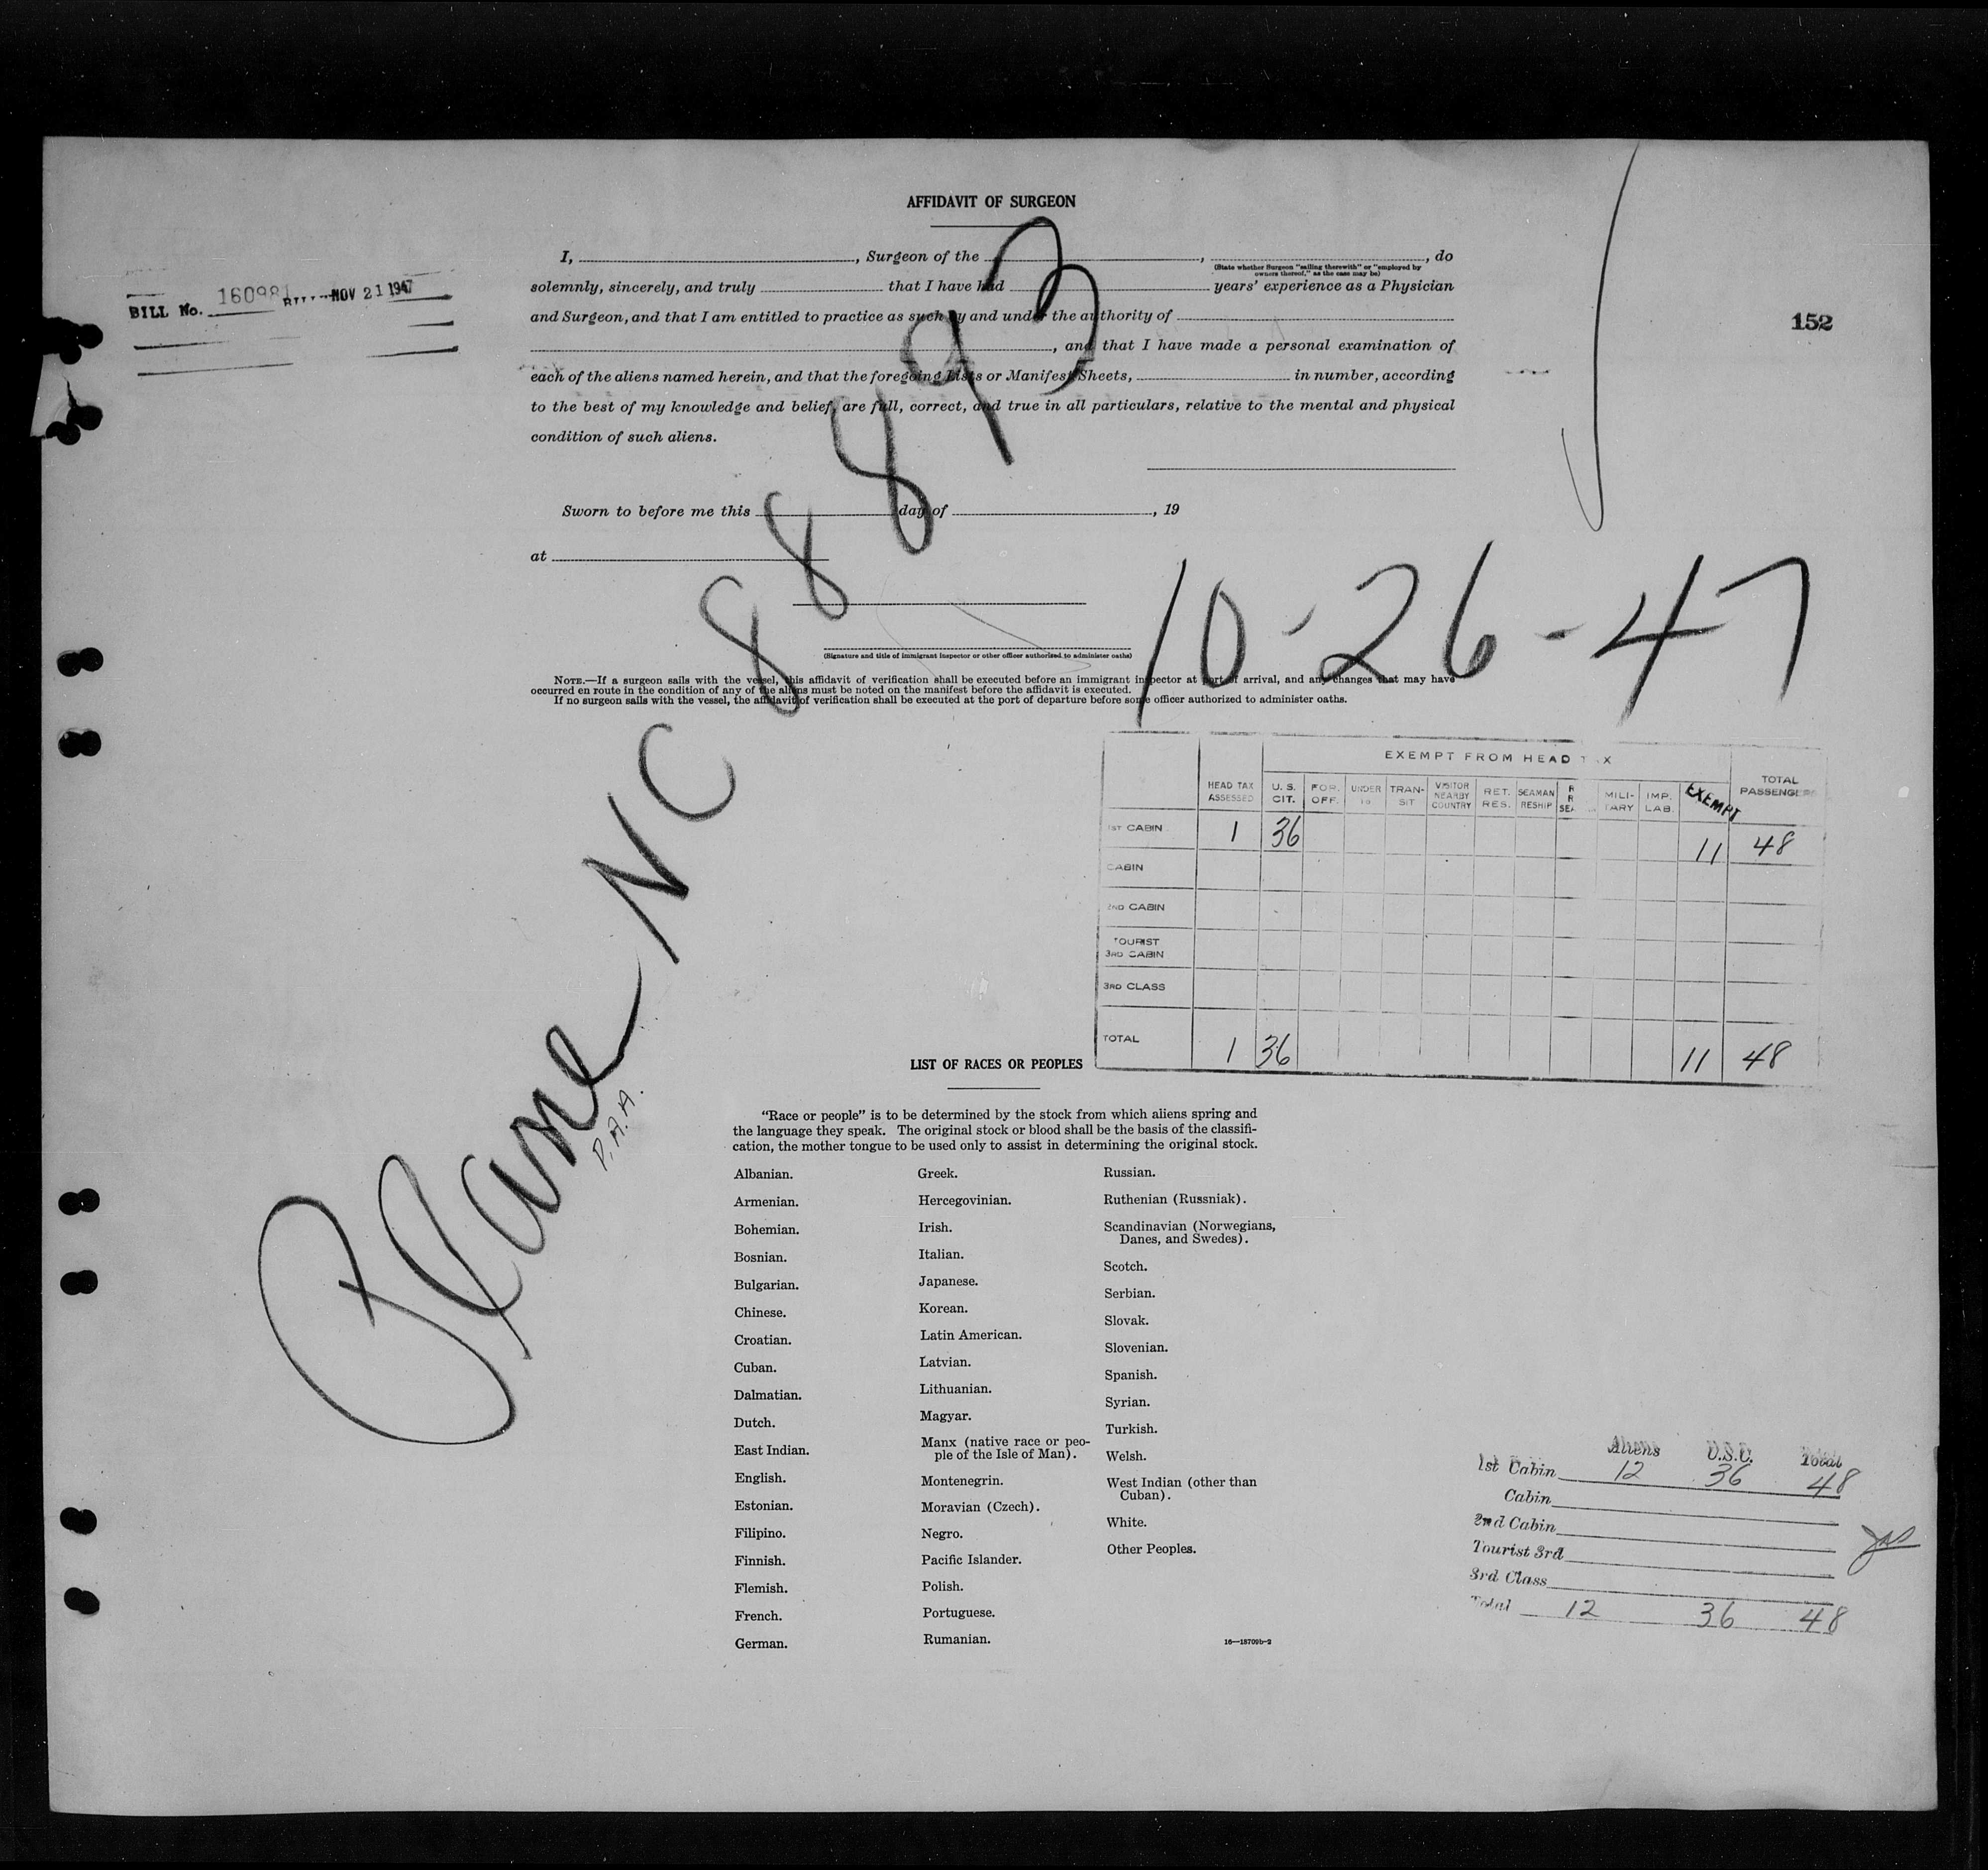 AFFIDAVIT OF SURGEON
I, , Surgeon of the , , do
(State whether Surgeon "sailing therewith" or "employed by
owners thereof," as the case may be)
solemnly, sincerely, and truly that I have had years' experience as a Physician
and Surgeon, and that I am entitled to practice as such by and under the authority of
, and that I have made a personal examination of
each of the aliens named herein, and that the foregoing Lists or Manifest Sheets, in number, according
to the best of my knowledge and belief, are full, correct, and true in all particulars, relative to the mental and physical
condition of such aliens.
BILL No. 160981 NOV 21 1947
152
Sworn to before me this day of , 19
at
(Signature and title of immigrant inspector or other officer authorized to administer oaths)
NOTE.—If a surgeon sails with the vessel, this affidavit of verification shall be executed before an immigrant inspector at port of arrival, and any changes that may have
occurred en route in the condition of any of the aliens must be noted on the manifest before the affidavit is executed.
If no surgeon sails with the vessel, the affidavit of verification shall be executed at the port of departure before some officer authorized to administer oaths.
Plane NC 88893
P.A.A.
10-26-47
EXEMPT FROM HEAD TAX
HEAD TAX ASSESSED U. S. CIT. FOR. OFF. UNDER 16 TRANSIT VISITOR NEARBY COUNTRY RET. RES. SEAMAN RESHIP MILITARY IMP. LAB. EXEMPT TOTAL PASSENGERS
1ST CABIN 1 36 11 48
CABIN
2ND CABIN
TOURIST
3RD CABIN
3RD CLASS
TOTAL 1 36 11 48
LIST OF RACES OR PEOPLES
"Race or people" is to be determined by the stock from which aliens spring and
the language they speak. The original stock or blood shall be the basis of the classifi-
cation, the mother tongue to be used only to assist in determining the original stock.
Albanian.
Armenian.
Bohemian.
Bosnian.
Bulgarian.
Chinese.
Croatian.
Cuban.
Dalmatian.
Dutch.
East Indian.
English.
Estonian.
Filipino.
Finnish.
Flemish.
French.
German.
Greek.
Hercegovinian.
Irish.
Italian.
Japanese.
Korean.
Latin American.
Latvian.
Lithuanian.
Magyar.
Manx (native race or peo-
ple of the Isle of Man).
Montenegrin.
Moravian (Czech).
Negro.
Pacific Islander.
Polish.
Portuguese.
Rumanian.
Russian.
Ruthenian (Russniak).
Scandinavian (Norwegians,
Danes, and Swedes).
Scotch.
Serbian.
Slovak.
Slovenian.
Spanish.
Syrian.
Turkish.
Welsh.
West Indian (other than
Cuban).
White.
Other Peoples.
16—18709b-2
Aliens U.S.C. Total
1st Cabin 12 36 48
Cabin
2nd Cabin
Tourist 3rd
3rd Class
Total 12 36 48